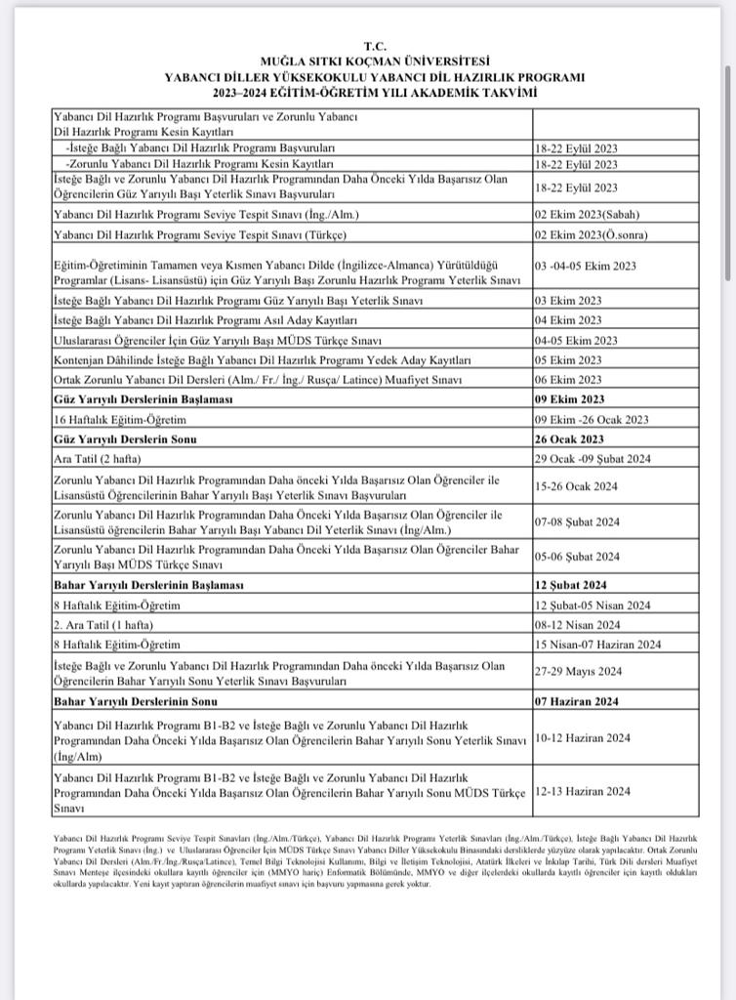 T.C.
MUĞLA SITKI KOÇMAN ÜNİVERSİTESİ
YABANCI DİLLER YÜKSEKOKULU YABANCI DİL HAZIRLIK PROGRAMI
2023–2024 EĞİTİM-ÖĞRETİM YILI AKADEMİK TAKVİMİ
Yabancı Dil Hazırlık Programı Başvuruları ve Zorunlu Yabancı
Dil Hazırlık Programı Kesin Kayıtları
-İsteğe Bağlı Yabancı Dil Hazırlık Programı Başvuruları 18-22 Eylül 2023
-Zorunlu Yabancı Dil Hazırlık Programı Kesin Kayıtları 18-22 Eylül 2023
İsteğe Bağlı ve Zorunlu Yabancı Dil Hazırlık Programından Daha Önceki Yılda Başarısız Olan
Öğrencilerin Güz Yarıyılı Başı Yeterlik Sınavı Başvuruları 18-22 Eylül 2023
Yabancı Dil Hazırlık Programı Seviye Tespit Sınavı (İng./Alm.) 02 Ekim 2023(Sabah)
Yabancı Dil Hazırlık Programı Seviye Tespit Sınavı (Türkçe) 02 Ekim 2023(Ö.sonra)
Eğitim-Öğretiminin Tamamen veya Kısmen Yabancı Dilde (İngilizce-Almanca) Yürütüldüğü
Programlar (Lisans- Lisansüstü) için Güz Yarıyılı Başı Zorunlu Hazırlık Programı Yeterlik Sınavı 03 -04-05 Ekim 2023
İsteğe Bağlı Yabancı Dil Hazırlık Programı Güz Yarıyılı Başı Yeterlik Sınavı 03 Ekim 2023
İsteğe Bağlı Yabancı Dil Hazırlık Programı Asıl Aday Kayıtları 04 Ekim 2023
Uluslararası Öğrenciler İçin Güz Yarıyılı Başı MÜDS Türkçe Sınavı 04-05 Ekim 2023
Kontenjan Dâhilinde İsteğe Bağlı Yabancı Dil Hazırlık Programı Yedek Aday Kayıtları 05 Ekim 2023
Ortak Zorunlu Yabancı Dil Dersleri (Alm./ Fr./ İng./ Rusça/ Latince) Muafiyet Sınavı 06 Ekim 2023
Güz Yarıyılı Derslerinin Başlaması 09 Ekim 2023
16 Haftalık Eğitim-Öğretim 09 Ekim -26 Ocak 2023
Güz Yarıyılı Derslerin Sonu 26 Ocak 2023
Ara Tatil (2 hafta) 29 Ocak -09 Şubat 2024
Zorunlu Yabancı Dil Hazırlık Programından Daha önceki Yılda Başarısız Olan Öğrenciler ile
Lisansüstü Öğrencilerinin Bahar Yarıyılı Başı Yeterlik Sınavı Başvuruları 15-26 Ocak 2024
Zorunlu Yabancı Dil Hazırlık Programından Daha Önceki Yılda Başarısız Olan Öğrenciler ile
Lisansüstü öğrencilerin Bahar Yarıyılı Başı Yabancı Dil Yeterlik Sınavı (İng/Alm.) 07-08 Şubat 2024
Zorunlu Yabancı Dil Hazırlık Programından Daha Önceki Yılda Başarısız Olan Öğrenciler Bahar
Yarıyılı Başı MÜDS Türkçe Sınavı 05-06 Şubat 2024
Bahar Yarıyılı Derslerinin Başlaması 12 Şubat 2024
8 Haftalık Eğitim-Öğretim 12 Şubat-05 Nisan 2024
2. Ara Tatil (1 hafta) 08-12 Nisan 2024
8 Haftalık Eğitim-Öğretim 15 Nisan-07 Haziran 2024
İsteğe Bağlı ve Zorunlu Yabancı Dil Hazırlık Programından Daha önceki Yılda Başarısız Olan
Öğrencilerin Bahar Yarıyılı Sonu Yeterlik Sınavı Başvuruları 27-29 Mayıs 2024
Bahar Yarıyılı Derslerinin Sonu 07 Haziran 2024
Yabancı Dil Hazırlık Programı B1-B2 ve İsteğe Bağlı ve Zorunlu Yabancı Dil Hazırlık
Programından Daha Önceki Yılda Başarısız Olan Öğrencilerin Bahar Yarıyılı Sonu Yeterlik Sınavı 10-12 Haziran 2024
(İng/Alm)
Yabancı Dil Hazırlık Programı B1-B2 ve İsteğe Bağlı ve Zorunlu Yabancı Dil Hazırlık
Programından Daha Önceki Yılda Başarısız Olan Öğrencilerin Bahar Yarıyılı Sonu MÜDS Türkçe 12-13 Haziran 2024
Sınavı
Yabancı Dil Hazırlık Programı Seviye Tespit Sınavları (İng./Alm./Türkçe), Yabancı Dil Hazırlık Programı Yeterlik Sınavları (İng./Alm./Türkçe), İsteğe Bağlı Yabancı Dil Hazırlık
Programı Yeterlik Sınavı (İng.) ve Uluslararası Öğrenciler İçin MÜDS Türkçe Sınavı Yabancı Diller Yüksekokulu Binasındaki dersliklerde yüzyüze olarak yapılacaktır. Ortak Zorunlu
Yabancı Dil Dersleri (Alm./Fr./İng./Rusça/Latince), Temel Bilgi Teknolojisi Kullanımı, Bilgi ve İletişim Teknolojisi, Atatürk İlkeleri ve İnkılap Tarihi, Türk Dili dersleri Muafiyet
Sınavı Menteşe ilçesindeki okullara kayıtlı öğrenciler için (MMYO hariç) Enformatik Bölümünde, MMYO ve diğer ilçelerdeki okullarda kayıtlı öğrenciler için kayıtlı oldukları
okullarda yapılacaktır. Yeni kayıt yaptıran öğrencilerin muafiyet sınavı için başvuru yapmasına gerek yoktur.